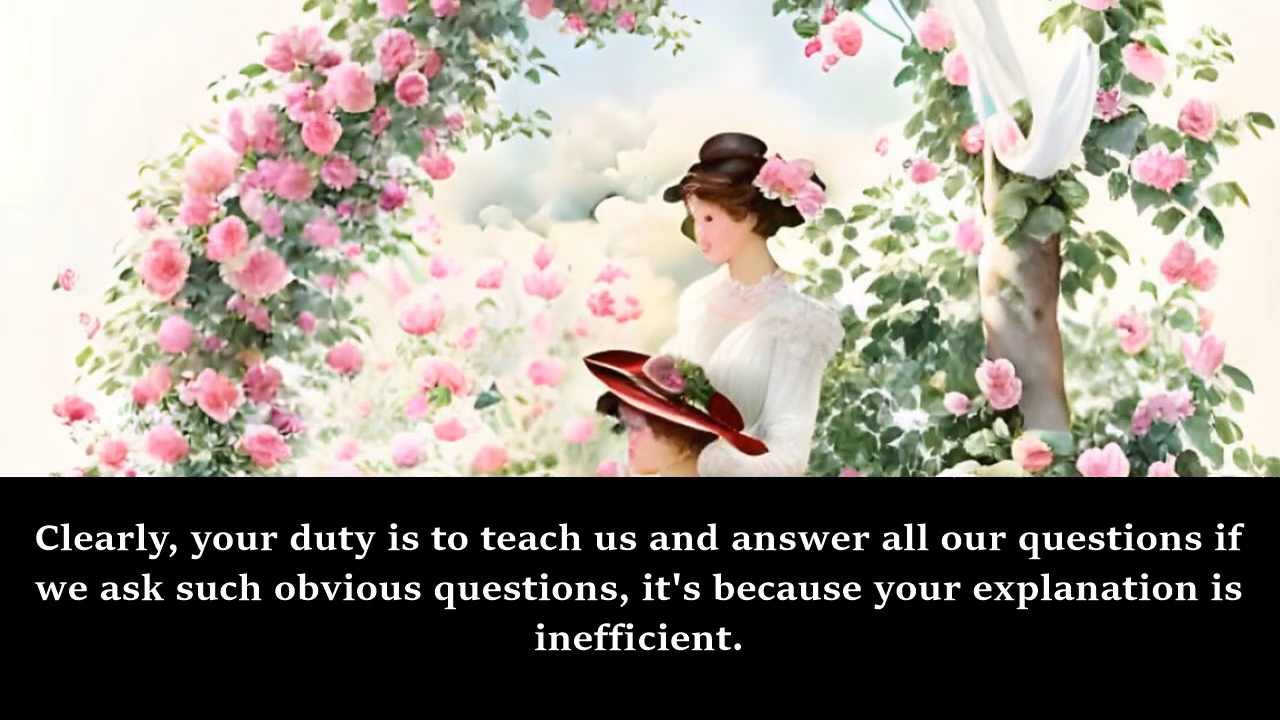 Clearly, your duty is to teach us and answer all our questions if
we ask such obvious questions, it's because your explanation is
inefficient.